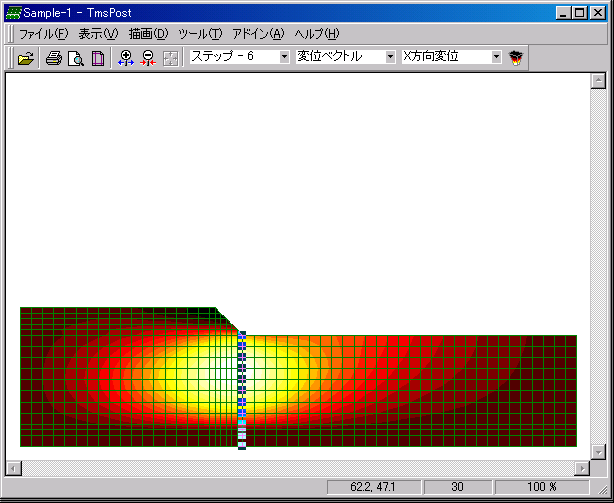 Sample-1 - TmsPost
ファイル(F) 表示(V) 描画(D) ツール(T) アドイン(A) ヘルプ(H)
ステップ - 6 変位ベクトル X方向変位
62.2, 47.1 30 100 %